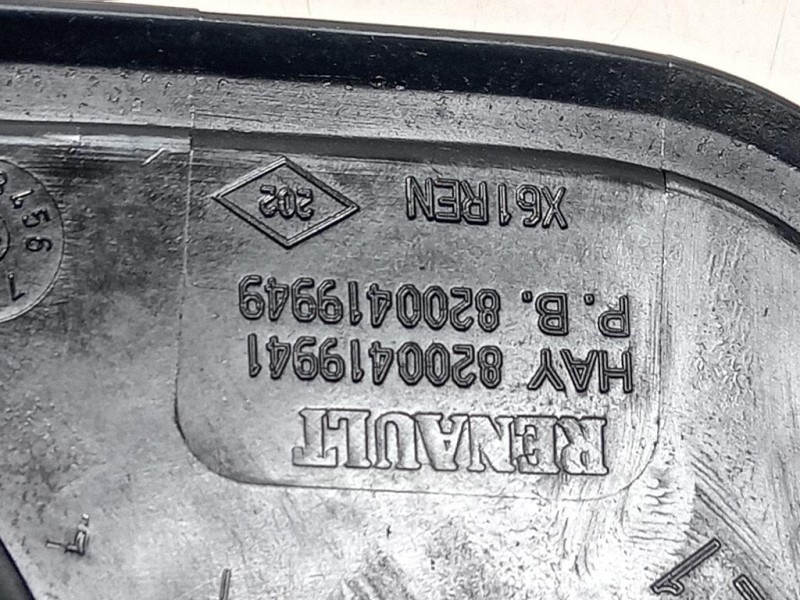 RENAULT
HAY 8200419941
P.B. 8200419949
X61REN 202